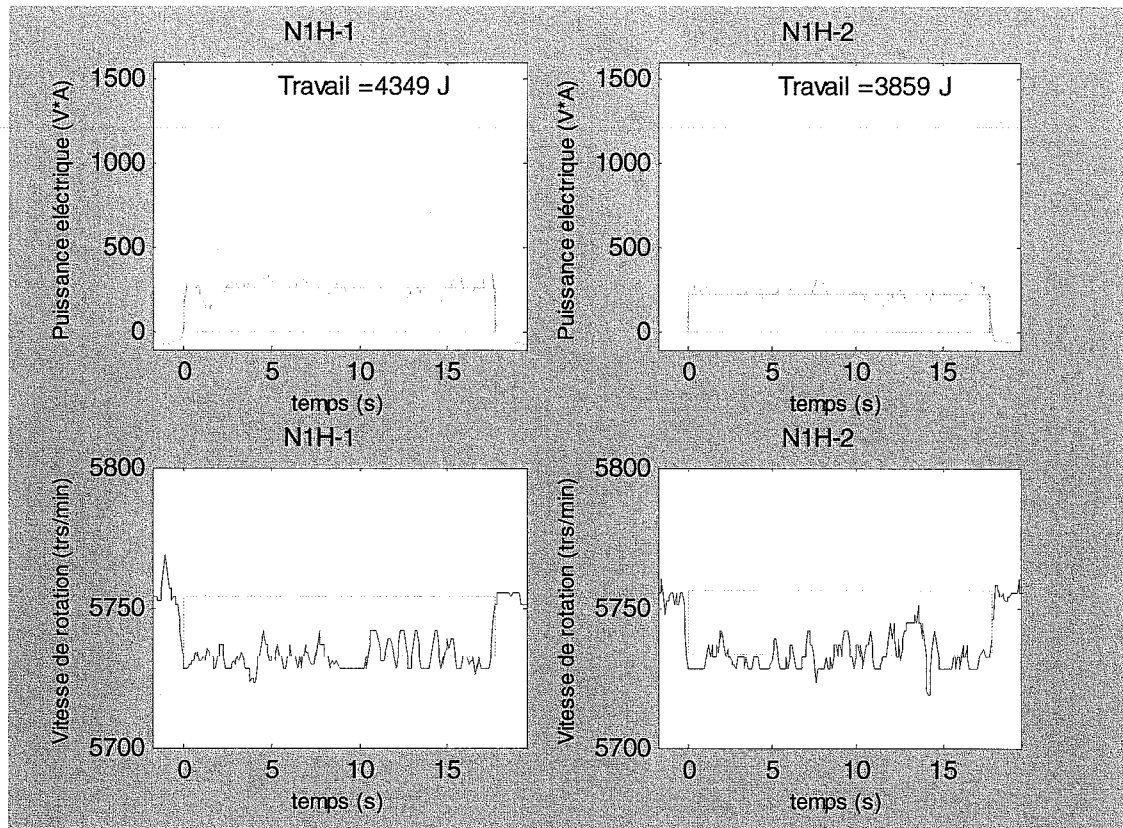 N1H-1
Travail =4349 J
Puissance eléctrique (V*A)
1500
1000
500
0
0
5
10
15
temps (s)
N1H-2
Travail =3859 J
Puissance eléctrique (V*A)
1500
1000
500
0
0
5
10
15
temps (s)
N1H-1
Vitesse de rotation (trs/min)
5800
5750
5700
0
5
10
15
temps (s)
N1H-2
Vitesse de rotation (trs/min)
5800
5750
5700
0
5
10
15
temps (s)